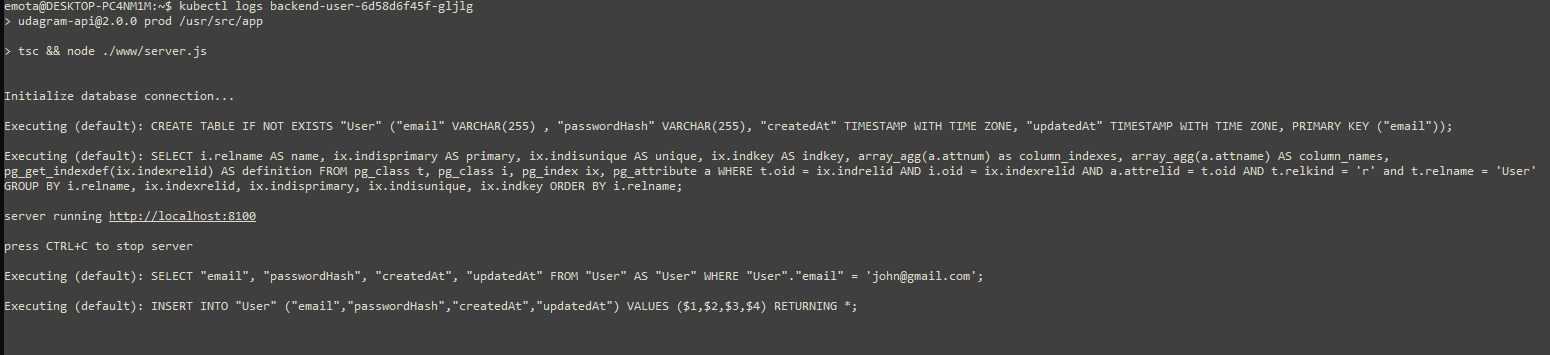 emota@DESKTOP-PC4NM1M:~$ kubectl logs backend-user-6d58d6f45f-gljlg
> udagram-api@2.0.0 prod /usr/src/app
> tsc && node ./www/server.js
Initialize database connection...
Executing (default): CREATE TABLE IF NOT EXISTS "User" ("email" VARCHAR(255) , "passwordHash" VARCHAR(255), "createdAt" TIMESTAMP WITH TIME ZONE, "updatedAt" TIMESTAMP WITH TIME ZONE, PRIMARY KEY ("email"));
Executing (default): SELECT i.relname AS name, ix.indisprimary AS primary, ix.indisunique AS unique, ix.indkey AS indkey, array_agg(a.attnum) as column_indexes, array_agg(a.attname) AS column_names,
pg_get_indexdef(ix.indexrelid) AS definition FROM pg_class t, pg_class i, pg_index ix, pg_attribute a WHERE t.oid = ix.indrelid AND i.oid = ix.indexrelid AND a.attrelid = t.oid AND t.relkind = 'r' and t.relname = 'User'
GROUP BY i.relname, ix.indexrelid, ix.indisprimary, ix.indisunique, ix.indkey ORDER BY i.relname;
server running http://localhost:8100
press CTRL+C to stop server
Executing (default): SELECT "email", "passwordHash", "createdAt", "updatedAt" FROM "User" AS "User" WHERE "User"."email" = 'john@gmail.com';
Executing (default): INSERT INTO "User" ("email","passwordHash","createdAt","updatedAt") VALUES ($1,$2,$3,$4) RETURNING *;